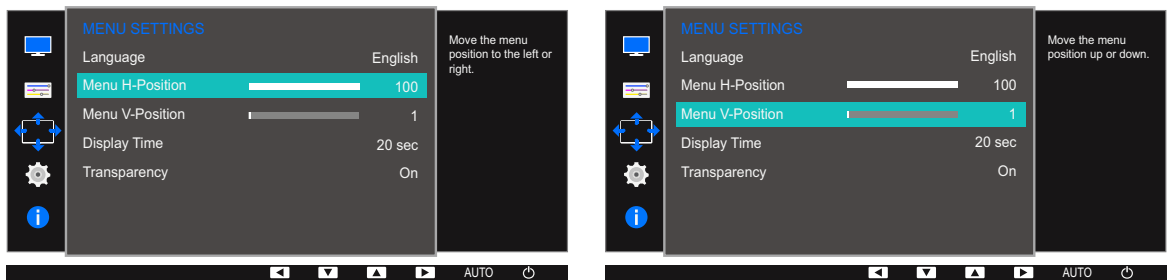 MENU SETTINGS
Language English
Menu H-Position 100
Menu V-Position 1
Display Time 20 sec
Transparency On
Move the menu
position to the left or
right.
AUTO
MENU SETTINGS
Language English
Menu H-Position 100
Menu V-Position 1
Display Time 20 sec
Transparency On
Move the menu
position up or down.
AUTO